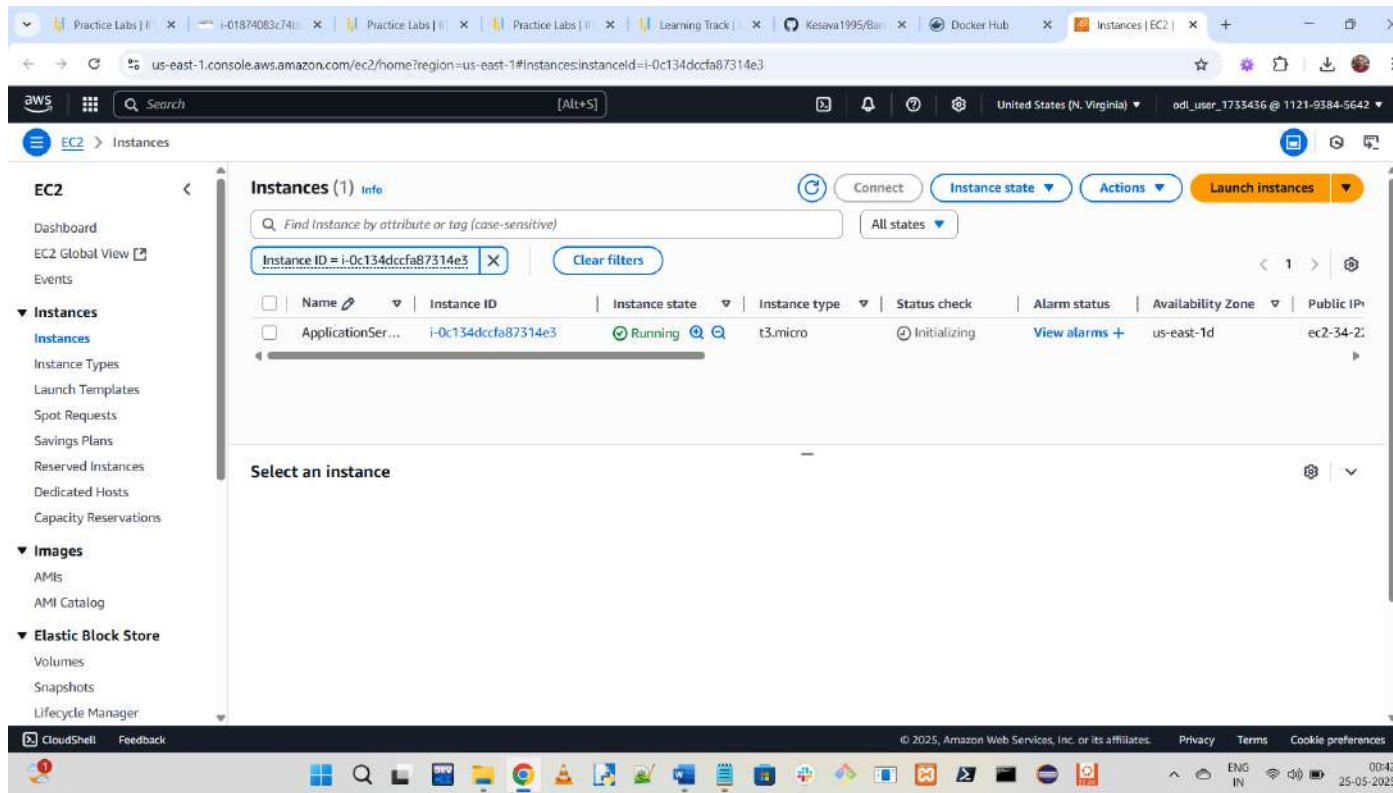 Practice Labs | I
i-01874083c74b
Practice Labs | I
Practice Labs | I
Learning Track |
Kesava1995/Ban
Docker Hub
Instances | EC2 |
us-east-1.console.aws.amazon.com/ec2/home?region=us-east-1#Instances:instanceId=i-0c134dccfa87314e3
aws
Search
[Alt+S]
United States (N. Virginia)
odl_user_1733436 @ 1121-9384-5642
EC2 > Instances
EC2
Dashboard
EC2 Global View
Events
Instances
Instances
Instance Types
Launch Templates
Spot Requests
Savings Plans
Reserved Instances
Dedicated Hosts
Capacity Reservations
Images
AMIs
AMI Catalog
Elastic Block Store
Volumes
Snapshots
Lifecycle Manager
Instances (1) Info
Connect
Instance state
Actions
Launch instances
Find Instance by attribute or tag (case-sensitive)
All states
Instance ID = i-0c134dccfa87314e3
Clear filters
1
Name Instance ID Instance state Instance type Status check Alarm status Availability Zone Public IPv
ApplicationSer... i-0c134dccfa87314e3 Running t3.micro Initializing View alarms + us-east-1d ec2-34-2
Select an instance
CloudShell Feedback
© 2025, Amazon Web Services, Inc. or its affiliates. Privacy Terms Cookie preferences
ENG
IN
00:42
25-05-2025